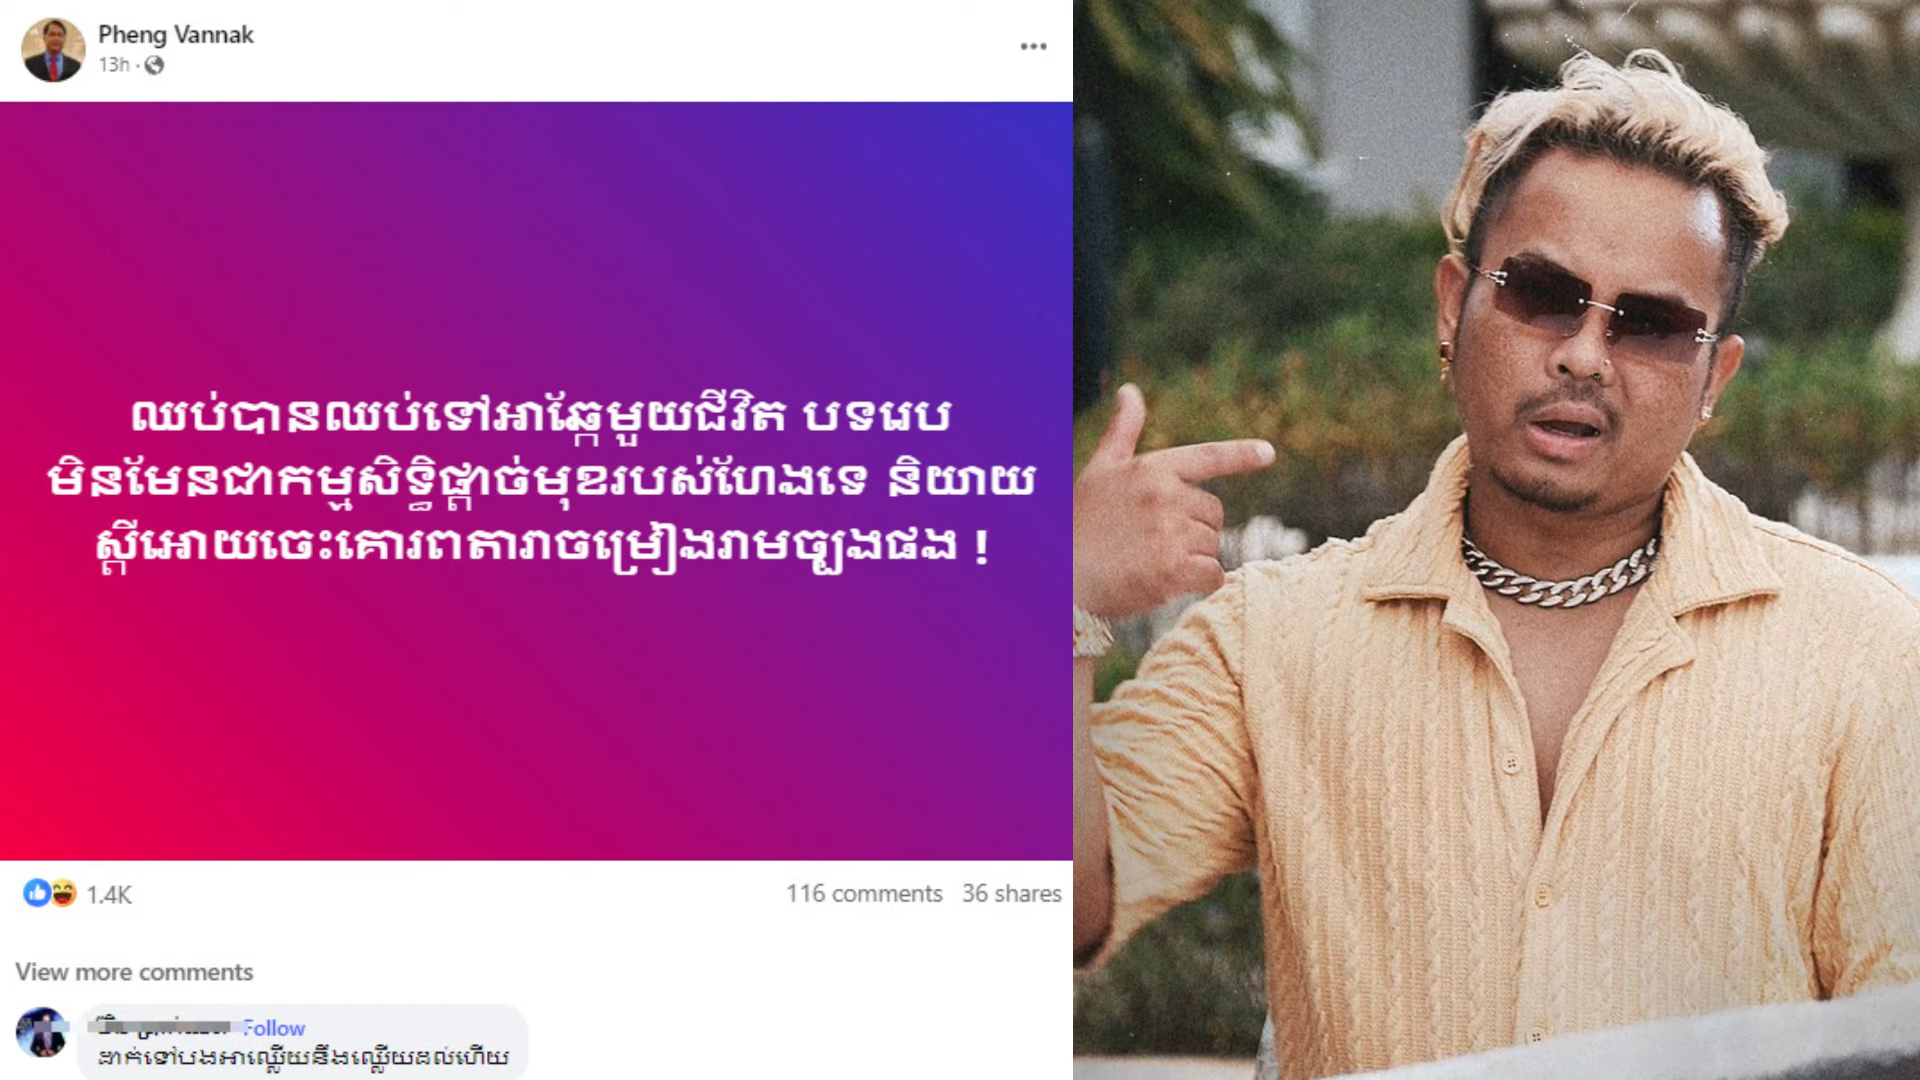 Pheng Vannak
13h ·
ឈប់បានឈប់ទៅអាឆ្កែមួយជីវិត បទរេប
មិនមែនជាកម្មសិទ្ធិផ្តាច់មុខរបស់ហែងទេ និយាយ
ស្តីអោយចេះគោរពតារាចម្រៀងរាមច្បងផង !
1.4K
116 comments 36 shares
View more comments
Follow
ដាក់ទៅបងអាឈ្លើយនឹងឈ្លើយដល់ហើយ